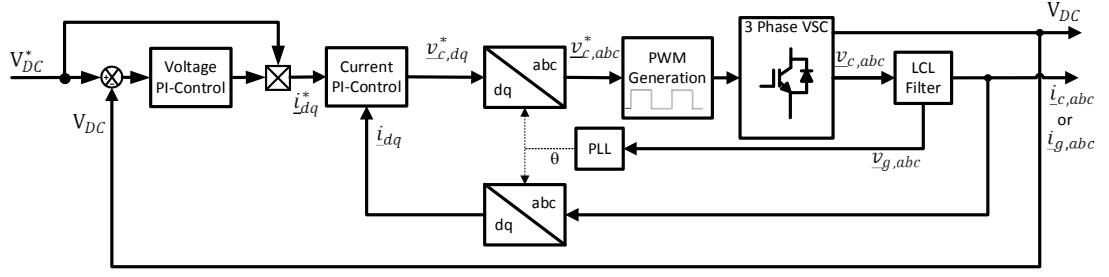 V*DC
Voltage
PI-Control
i*dq
Current
PI-Control
v*c,dq
abc
dq
v*c,abc
PWM
Generation
3 Phase VSC
vc,abc
LCL
Filter
VDC
ic,abc
or
ig,abc
VDC
idq
θ
PLL
vg,abc
abc
dq